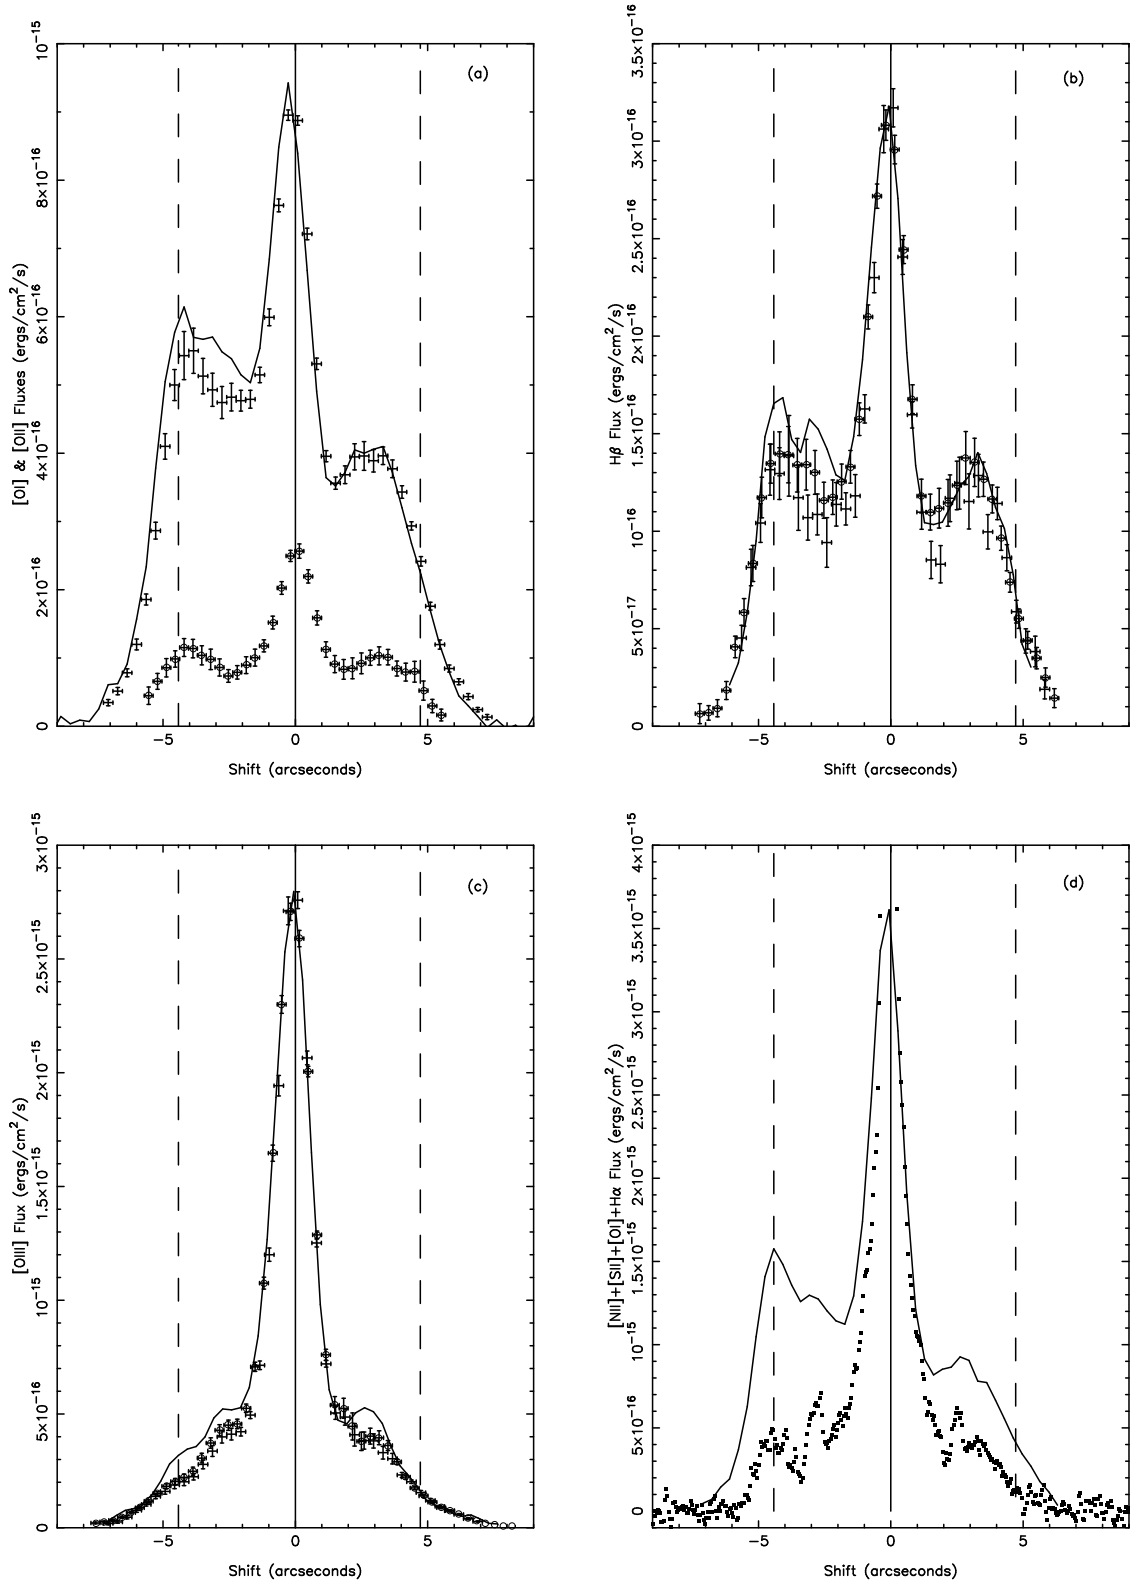 (a)
[OI] & [OII] Fluxes (ergs/cm²/s)
10⁻¹⁵
8×10⁻¹⁶
6×10⁻¹⁶
4×10⁻¹⁶
2×10⁻¹⁶
0
−5 0 5
Shift (arcseconds)
(b)
Hβ Flux (ergs/cm²/s)
3.5×10⁻¹⁶
3×10⁻¹⁶
2.5×10⁻¹⁶
2×10⁻¹⁶
1.5×10⁻¹⁶
10⁻¹⁶
5×10⁻¹⁷
0
−5 0 5
Shift (arcseconds)
(c)
[OIII] Flux (ergs/cm²/s)
3×10⁻¹⁵
2.5×10⁻¹⁵
2×10⁻¹⁵
1.5×10⁻¹⁵
10⁻¹⁵
5×10⁻¹⁶
0
−5 0 5
Shift (arcseconds)
(d)
[NII]+[SII]+[OI]+Hα Flux (ergs/cm²/s)
4×10⁻¹⁵
3.5×10⁻¹⁵
3×10⁻¹⁵
2.5×10⁻¹⁵
2×10⁻¹⁵
1.5×10⁻¹⁵
10⁻¹⁵
5×10⁻¹⁶
0
−5 0 5
Shift (arcseconds)